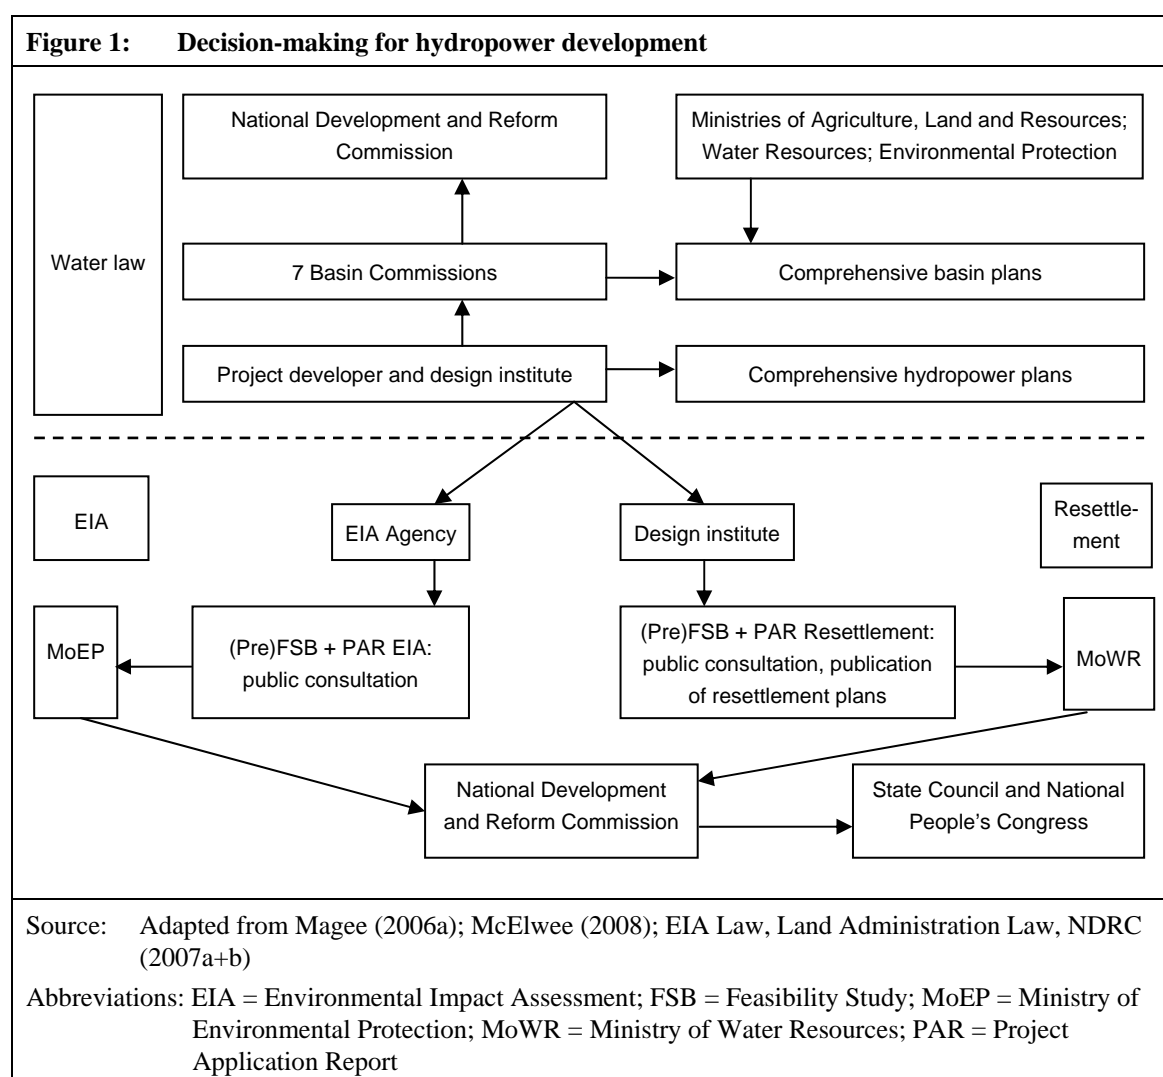 Figure 1: Decision-making for hydropower development
National Development and Reform
Commission
Ministries of Agriculture, Land and Resources;
Water Resources; Environmental Protection
Water law
7 Basin Commissions
Comprehensive basin plans
Project developer and design institute
Comprehensive hydropower plans
EIA
EIA Agency
Design institute
Resettle-
ment
MoEP
(Pre)FSB + PAR EIA:
public consultation
(Pre)FSB + PAR Resettlement:
public consultation, publication
of resettlement plans
MoWR
National Development
and Reform Commission
State Council and National
People's Congress
Source: Adapted from Magee (2006a); McElwee (2008); EIA Law, Land Administration Law, NDRC
(2007a+b)
Abbreviations: EIA = Environmental Impact Assessment; FSB = Feasibility Study; MoEP = Ministry of
Environmental Protection; MoWR = Ministry of Water Resources; PAR = Project
Application Report